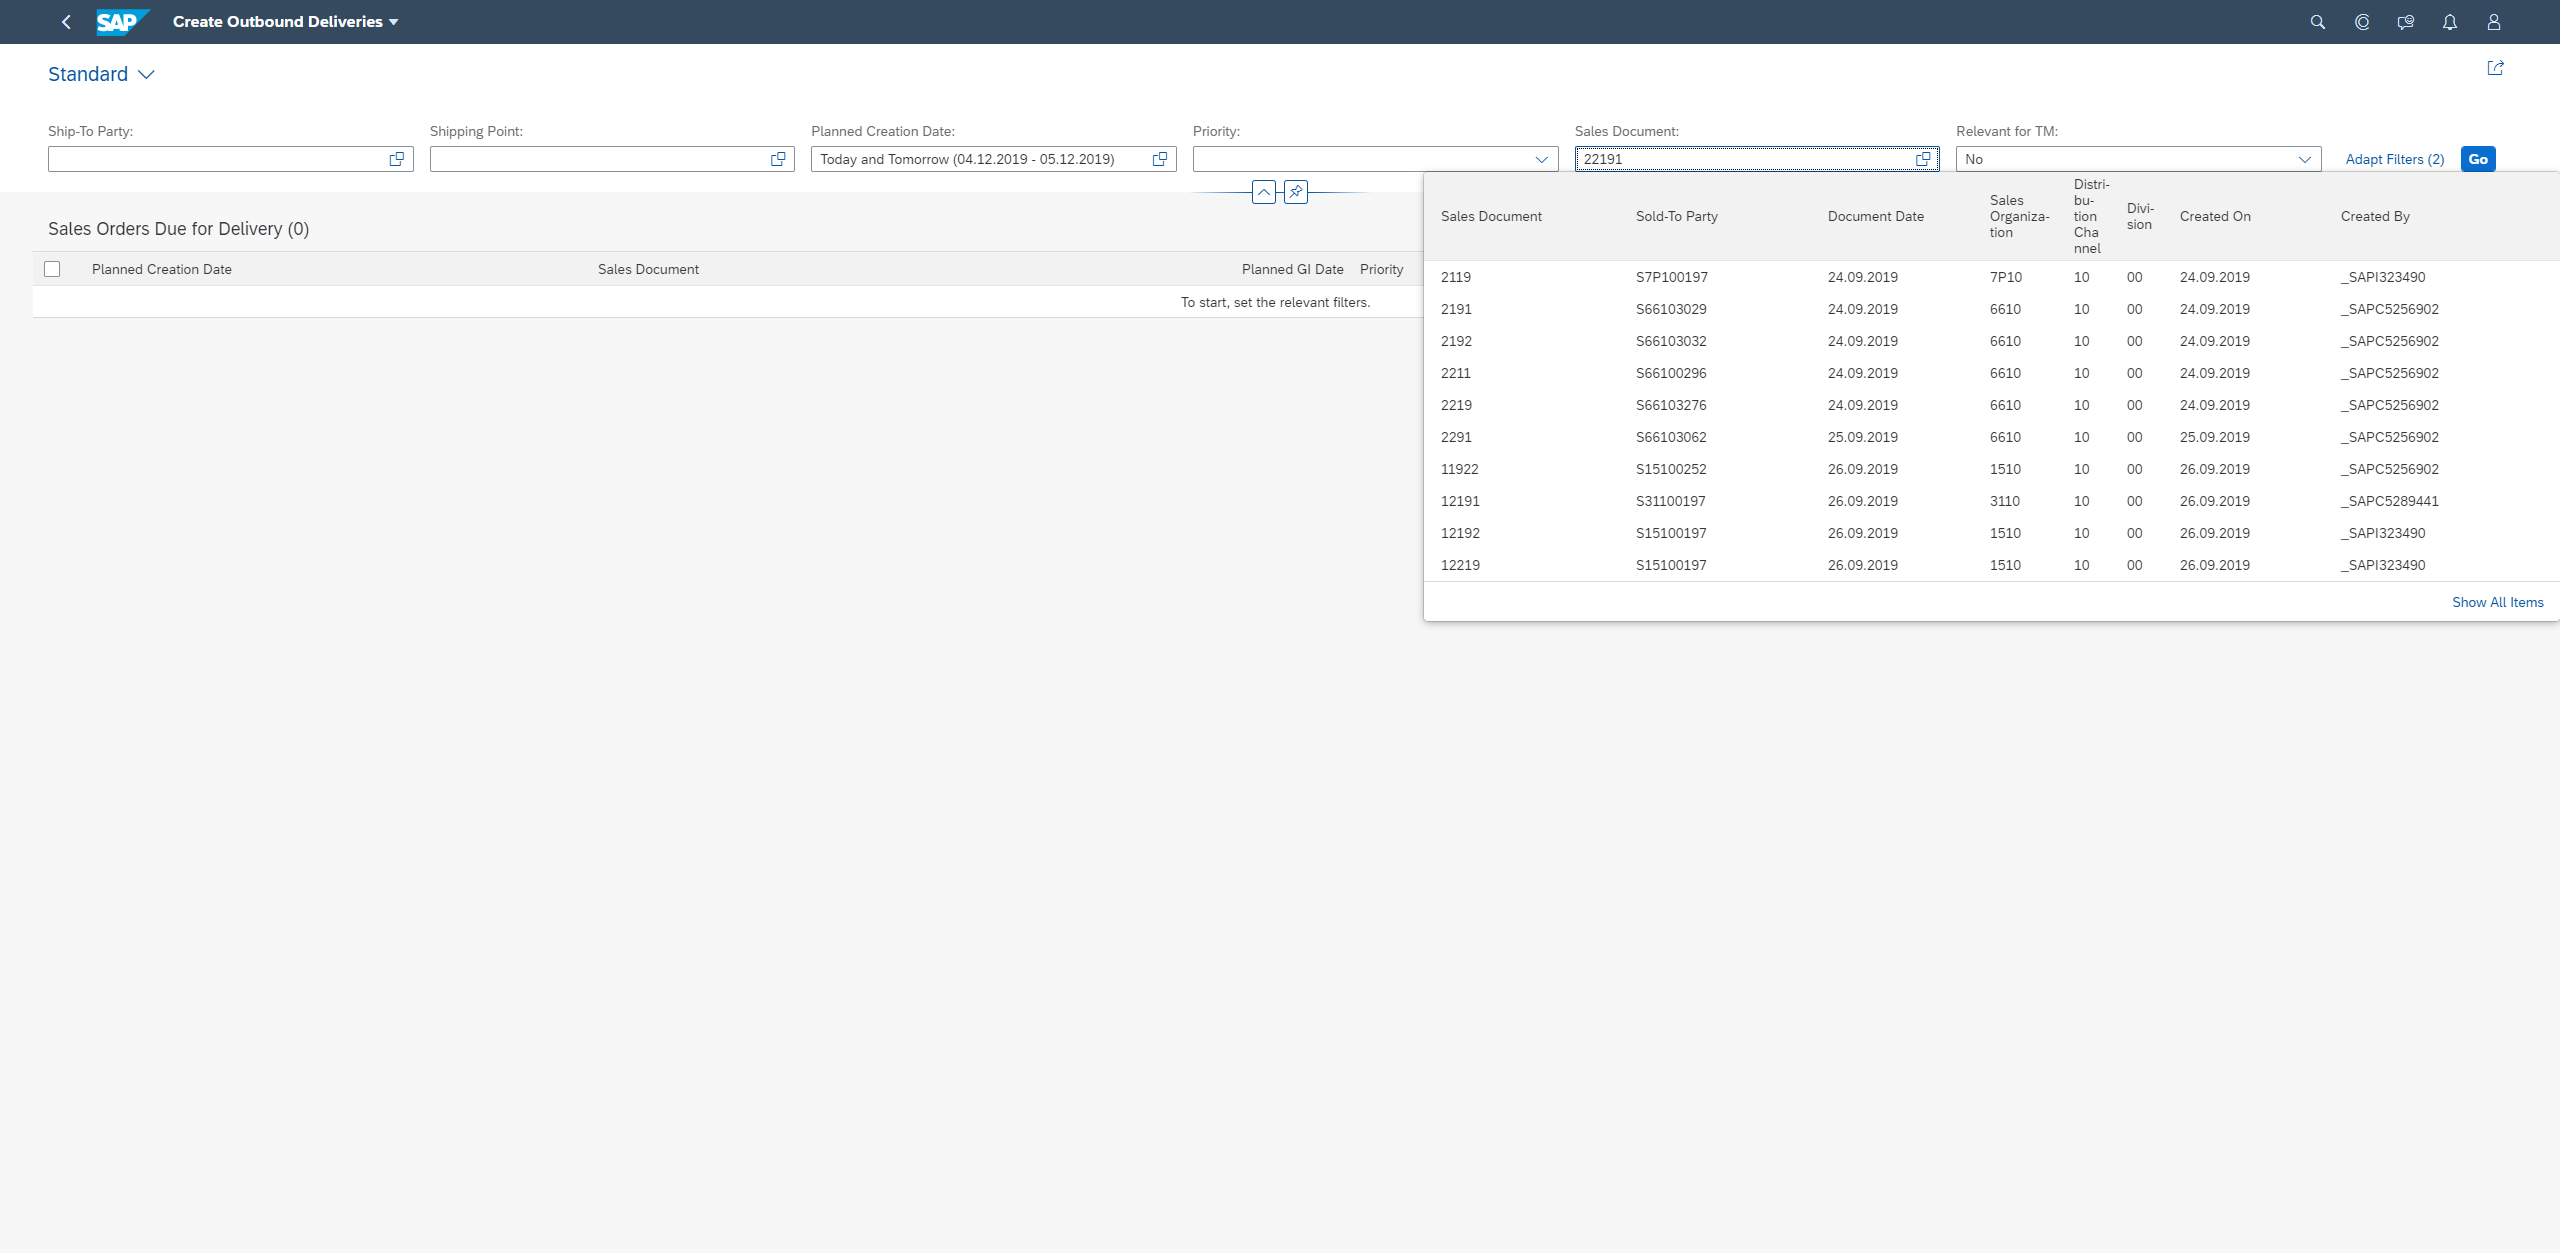 SAP Create Outbound Deliveries
Standard
Ship-To Party: Shipping Point: Planned Creation Date: Priority: Sales Document: Relevant for TM:
Today and Tomorrow (04.12.2019 - 05.12.2019) 22191 No Adapt Filters (2) Go
Sales Orders Due for Delivery (0)
Planned Creation Date Sales Document Planned GI Date Priority
To start, set the relevant filters.
Sales Document Sold-To Party Document Date Sales
Organiza-
tion Distri-
bu-
tion
Cha
nnel Divi-
sion Created On Created By
2119 S7P100197 24.09.2019 7P10 10 00 24.09.2019 _SAPI323490
2191 S66103029 24.09.2019 6610 10 00 24.09.2019 _SAPC5256902
2192 S66103032 24.09.2019 6610 10 00 24.09.2019 _SAPC5256902
2211 S66100296 24.09.2019 6610 10 00 24.09.2019 _SAPC5256902
2219 S66103276 24.09.2019 6610 10 00 24.09.2019 _SAPC5256902
2291 S66103062 25.09.2019 6610 10 00 25.09.2019 _SAPC5256902
11922 S15100252 26.09.2019 1510 10 00 26.09.2019 _SAPC5256902
12191 S31100197 26.09.2019 3110 10 00 26.09.2019 _SAPC5289441
12192 S15100197 26.09.2019 1510 10 00 26.09.2019 _SAPI323490
12219 S15100197 26.09.2019 1510 10 00 26.09.2019 _SAPI323490
Show All Items